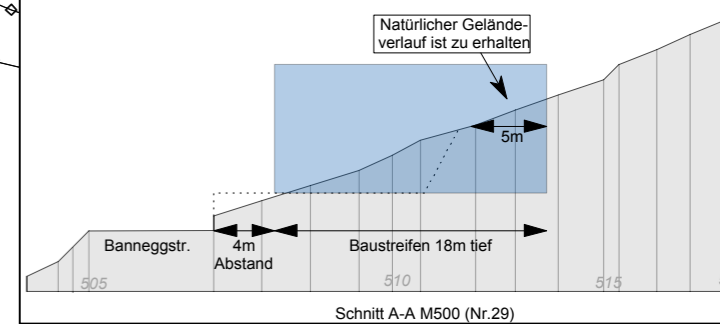 Natürlicher Gelände-
verlauf ist zu erhalten
5m
Banneggstr.
4m
Abstand
Baustreifen 18m tief
505
510
515
Schnitt A-A M500 (Nr.29)